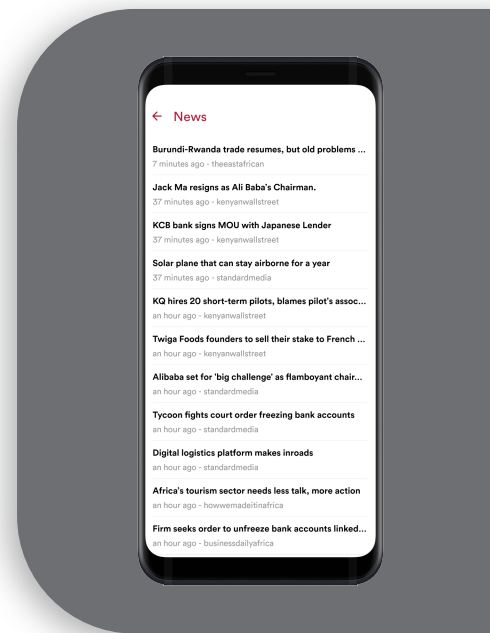 News
Burundi-Rwanda trade resumes, but old problems ...
7 minutes ago - theeastafrican
Jack Ma resigns as Ali Baba's Chairman.
37 minutes ago - kenyanwallstreet
KCB bank signs MOU with Japanese Lender
37 minutes ago - kenyanwallstreet
Solar plane that can stay airborne for a year
37 minutes ago - standardmedia
KQ hires 20 short-term pilots, blames pilot's assoc...
an hour ago - kenyanwallstreet
Twiga Foods founders to sell their stake to French ...
an hour ago - kenyanwallstreet
Alibaba set for 'big challenge' as flamboyant chair...
an hour ago - standardmedia
Tycoon fights court order freezing bank accounts
an hour ago - standardmedia
Digital logistics platform makes inroads
an hour ago - standardmedia
Africa's tourism sector needs less talk, more action
an hour ago - howwemadeitinafrica
Firm seeks order to unfreeze bank accounts linked...
an hour ago - businessdailyafrica